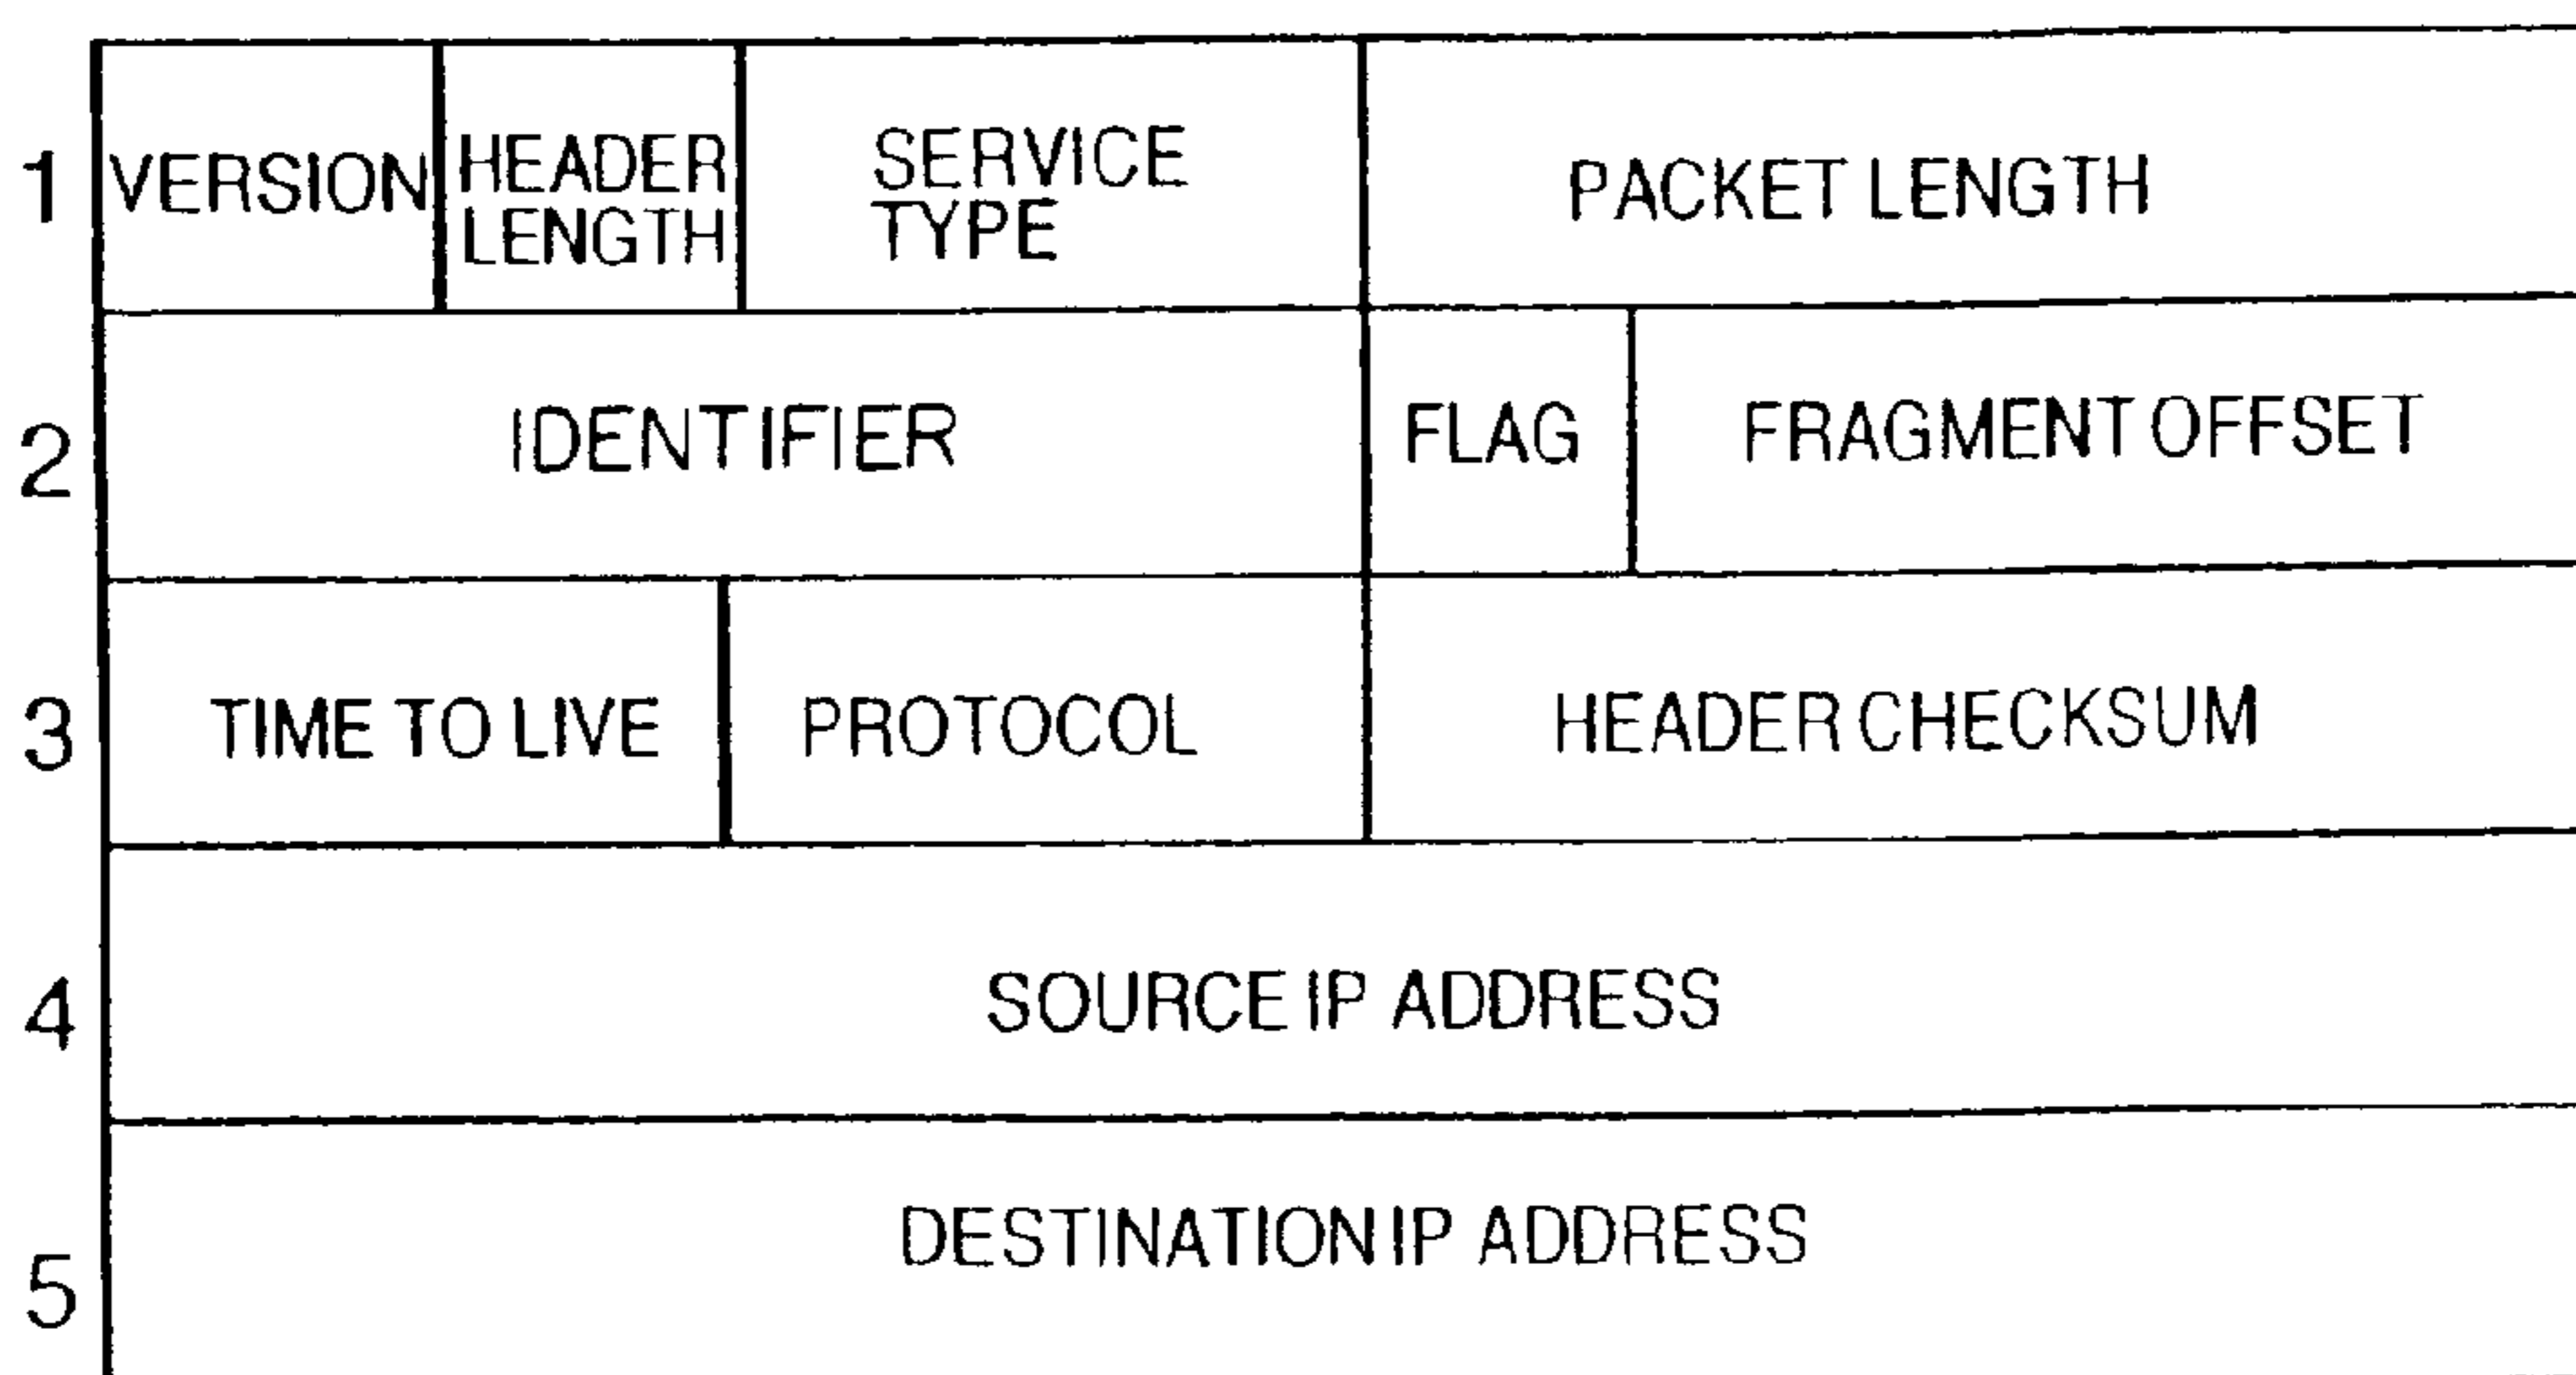 1 VERSION HEADER LENGTH SERVICE TYPE PACKET LENGTH
2 IDENTIFIER FLAG FRAGMENT OFFSET
3 TIME TO LIVE PROTOCOL HEADER CHECKSUM
4 SOURCE IP ADDRESS
5 DESTINATION IP ADDRESS